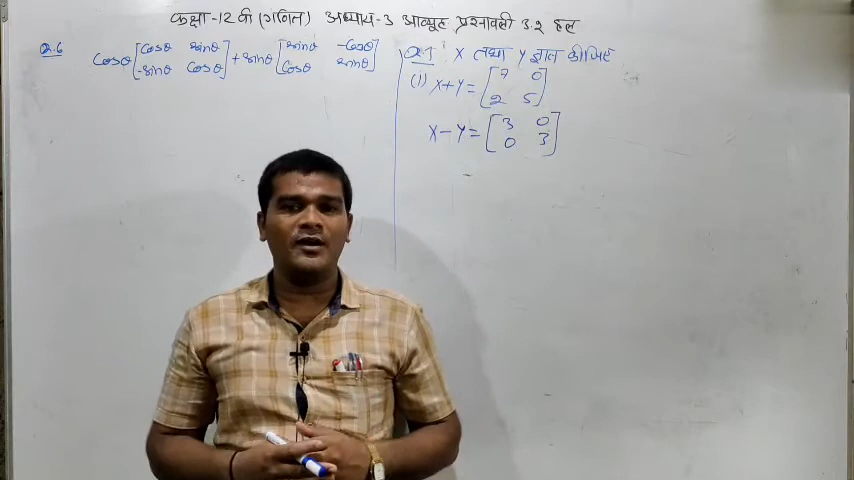 कक्षा-12 वी (गणित) अध्याय-3 आव्यूह प्रश्नावली 3.2 हल
Q.6
cosθ [cosθ sinθ] + sinθ [sinθ -cosθ]
[-sinθ cosθ] [cosθ sinθ]
Q.7 X तथा Y ज्ञात कीजिए
(1) X+Y = [7 0]
[2 5]
X-Y = [3 0]
[0 3]